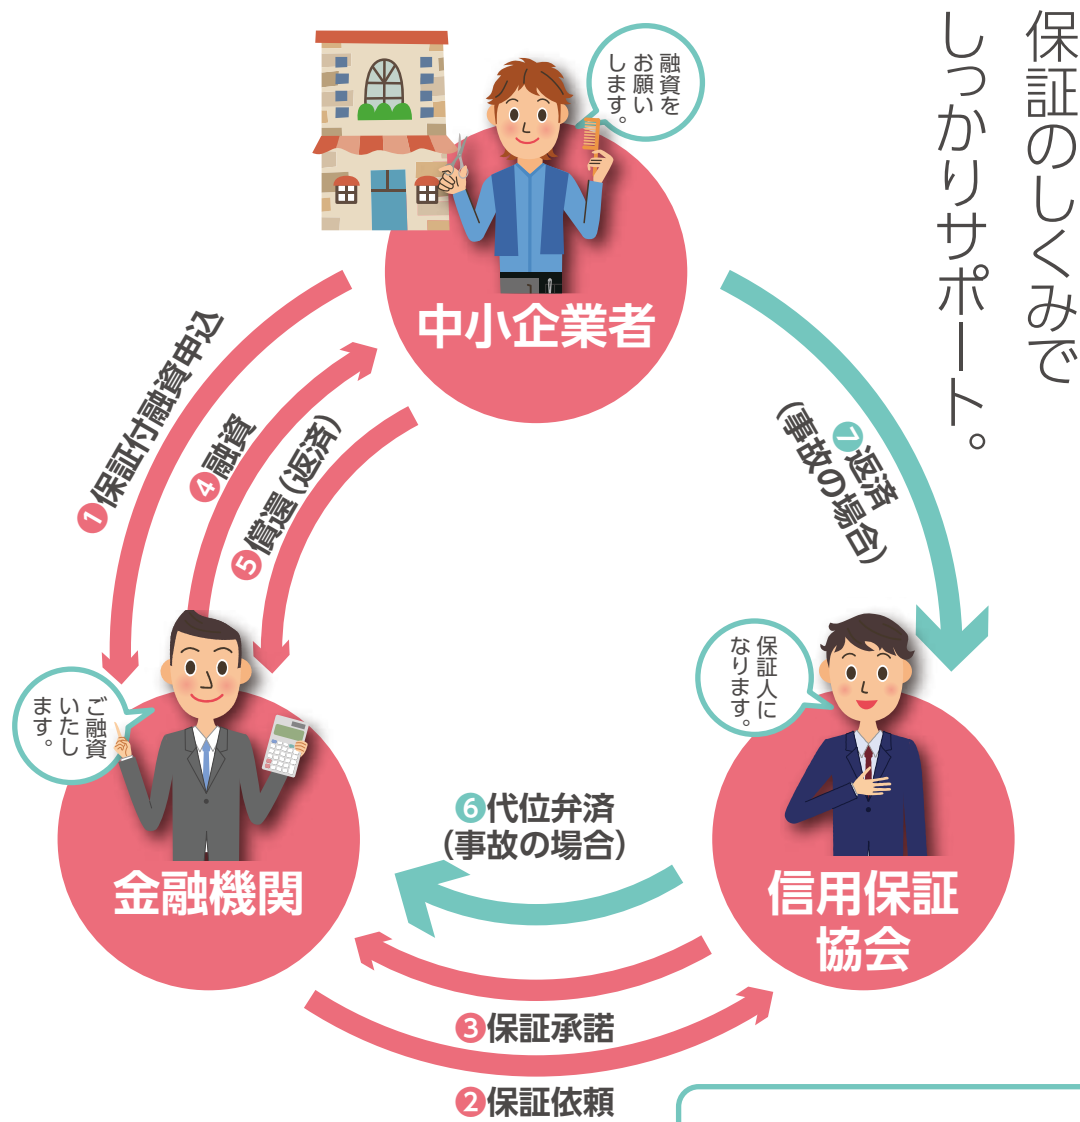 保証のしくみで
しっかりサポート。
融資を
お願い
します。
中小企業者
❶保証付融資申込
❹融資
❺償還(返済)
❼返済
(事故の場合)
ご融資
いたし
ます。
金融機関
保証人に
なります。
信用保証
協会
❻代位弁済
(事故の場合)
❸保証承諾
❷保証依頼